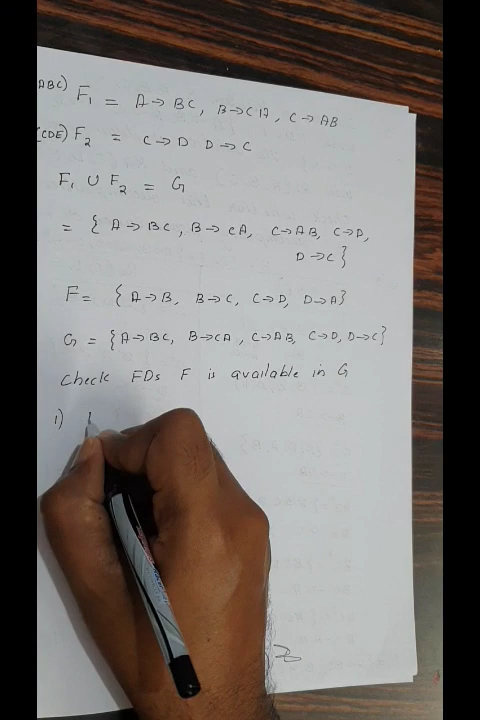 ABC) F₁ = A→BC, B→CA, C→AB
(CDE) F₂ = C→D D→C
F₁ ∪ F₂ = G
= { A→BC, B→CA, C→AB, C→D,
D→C}
F = {A→B, B→C, C→D, D→A}
G = {A→BC, B→CA, C→AB, C→D, D→C}
Check FDs F is available in G
1)